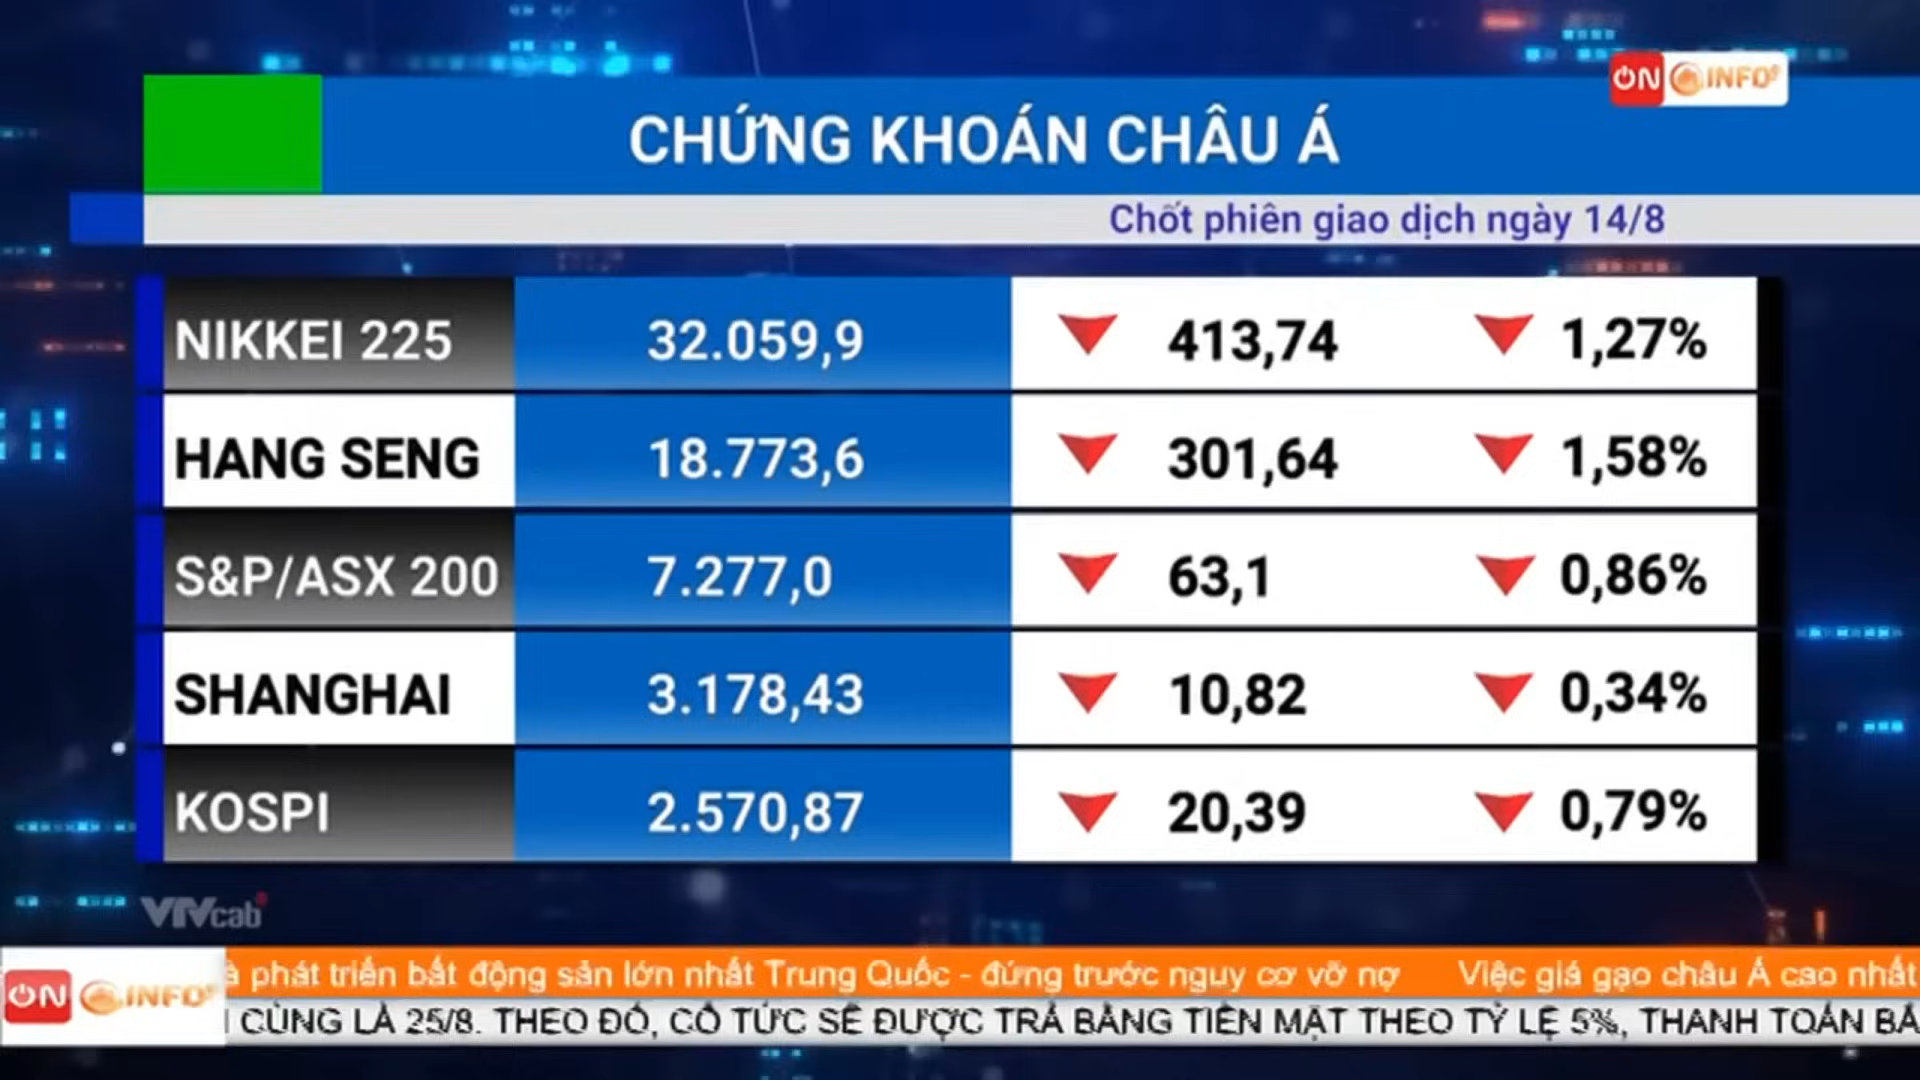 ON INFO
CHỨNG KHOÁN CHÂU Á
Chốt phiên giao dịch ngày 14/8
NIKKEI 225 32.059,9 413,74 1,27%
HANG SENG 18.773,6 301,64 1,58%
S&P/ASX 200 7.277,0 63,1 0,86%
SHANGHAI 3.178,43 10,82 0,34%
KOSPI 2.570,87 20,39 0,79%
VTVcab
ON INFO
à phát triển bất động sản lớn nhất Trung Quốc - đứng trước nguy cơ vỡ nợ Việc giá gạo châu Á cao nhất
CÙNG LÀ 25/8. THEO ĐÓ, CỔ TỨC SẼ ĐƯỢC TRẢ BẰNG TIỀN MẶT THEO TỶ LỆ 5%, THANH TOÁN